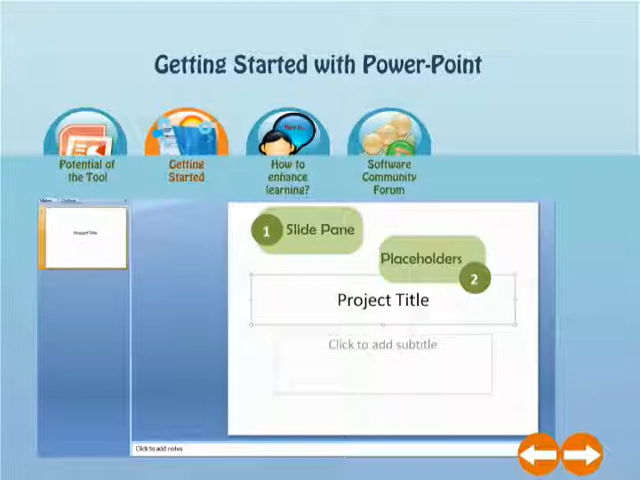 Getting Started with Power-Point
Potential of
the Tool
Getting
Started
How to
enhance
learning?
Software
Community
Forum
1 Slide Pane
Placeholders
2
Project Title
Project Title
Click to add subtitle
Click to add notes